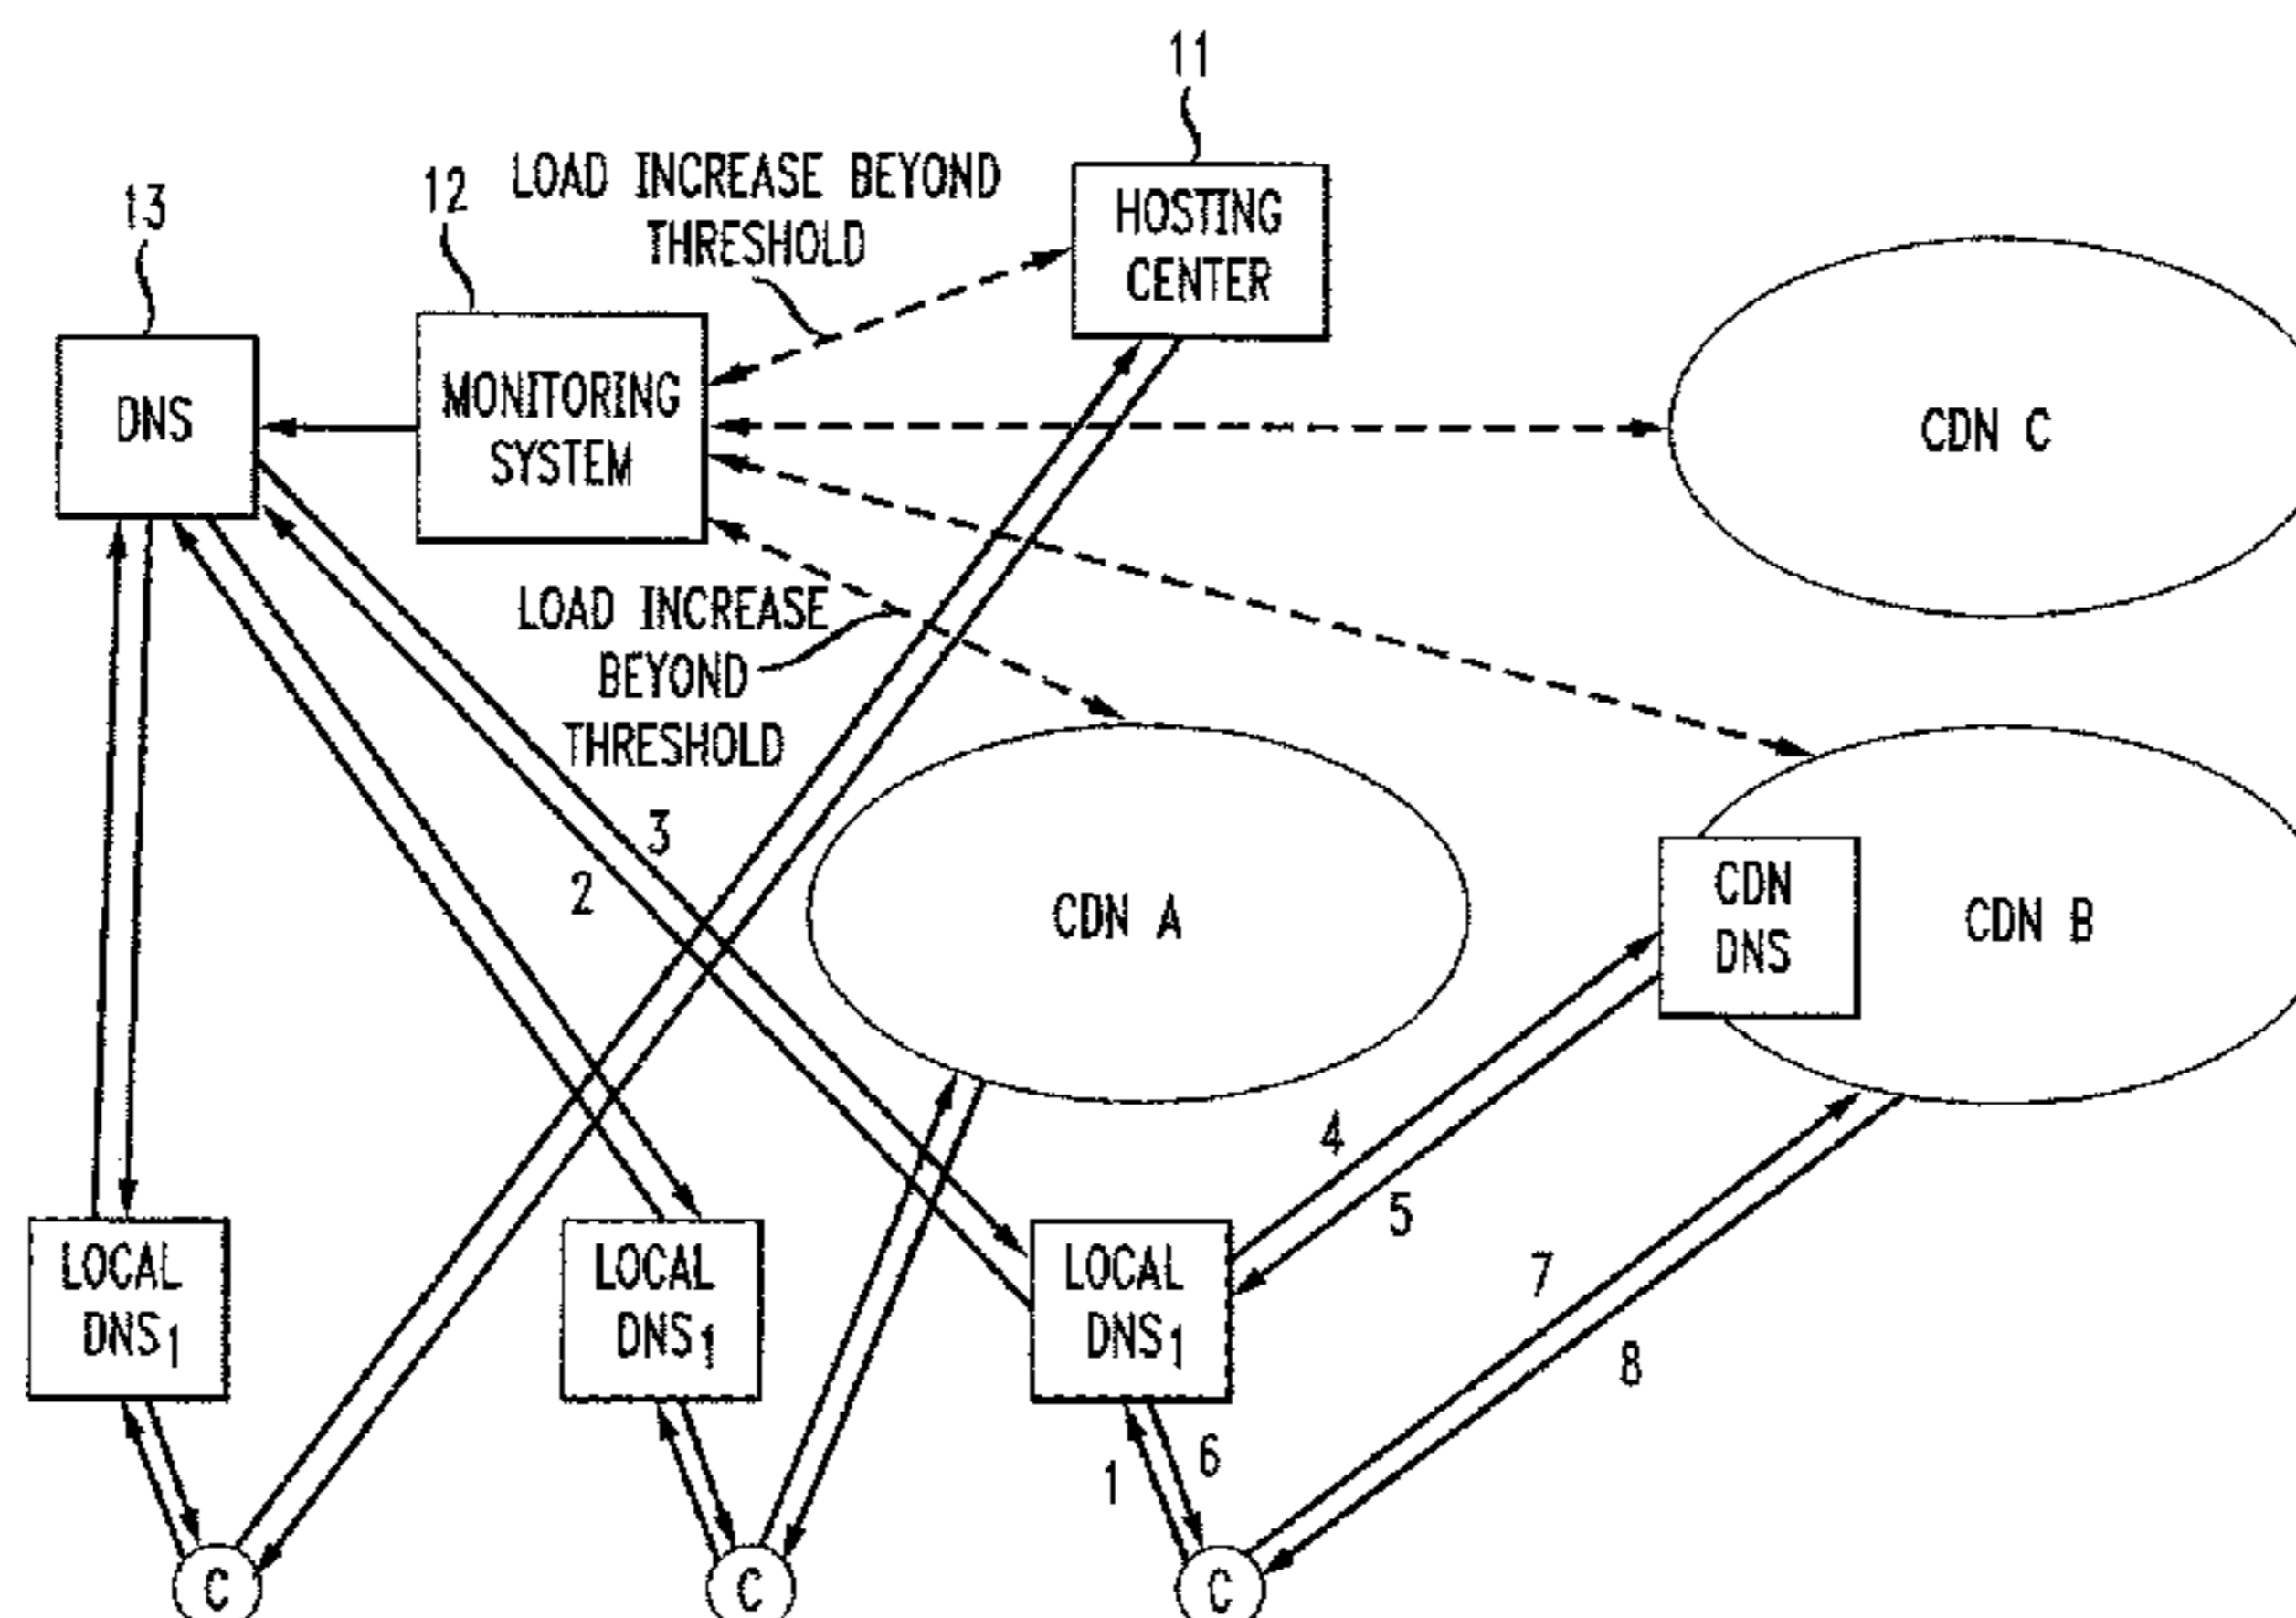 11
LOAD INCREASE BEYOND
THRESHOLD
12
13
HOSTING
CENTER
DNS
MONITORING
SYSTEM
CDN C
LOAD INCREASE
BEYOND
THRESHOLD
3
2
CDN A
CDN
DNS
CDN B
4
5
LOCAL
DNS1
LOCAL
DNS1
LOCAL
DNS1
7
8
1
6
C
C
C